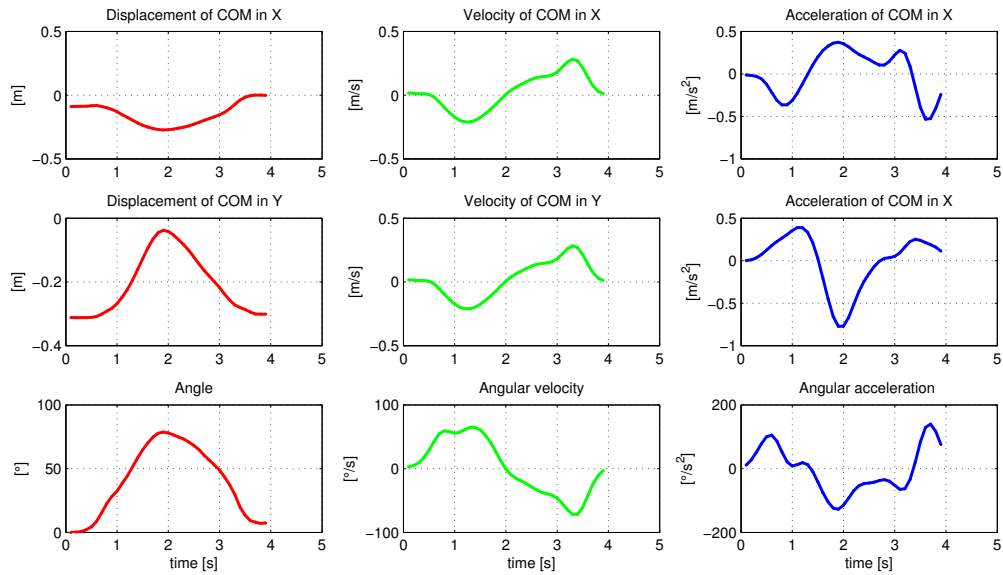 Displacement of COM in X
Velocity of COM in X
Acceleration of COM in X
0.5
0
−0.5
[m]
0 1 2 3 4 5
0.5
0
−0.5
[m/s]
0 1 2 3 4 5
0.5
0
−0.5
−1
[m/s²]
0 1 2 3 4 5
Displacement of COM in Y
Velocity of COM in Y
Acceleration of COM in X
0
−0.2
−0.4
[m]
0 1 2 3 4 5
0.5
0
−0.5
[m/s]
0 1 2 3 4 5
0.5
0
−0.5
−1
[m/s²]
0 1 2 3 4 5
Angle
Angular velocity
Angular acceleration
100
50
0
[°]
0 1 2 3 4 5
time [s]
100
0
−100
[°/s]
0 1 2 3 4 5
time [s]
200
0
−200
[°/s²]
0 1 2 3 4 5
time [s]